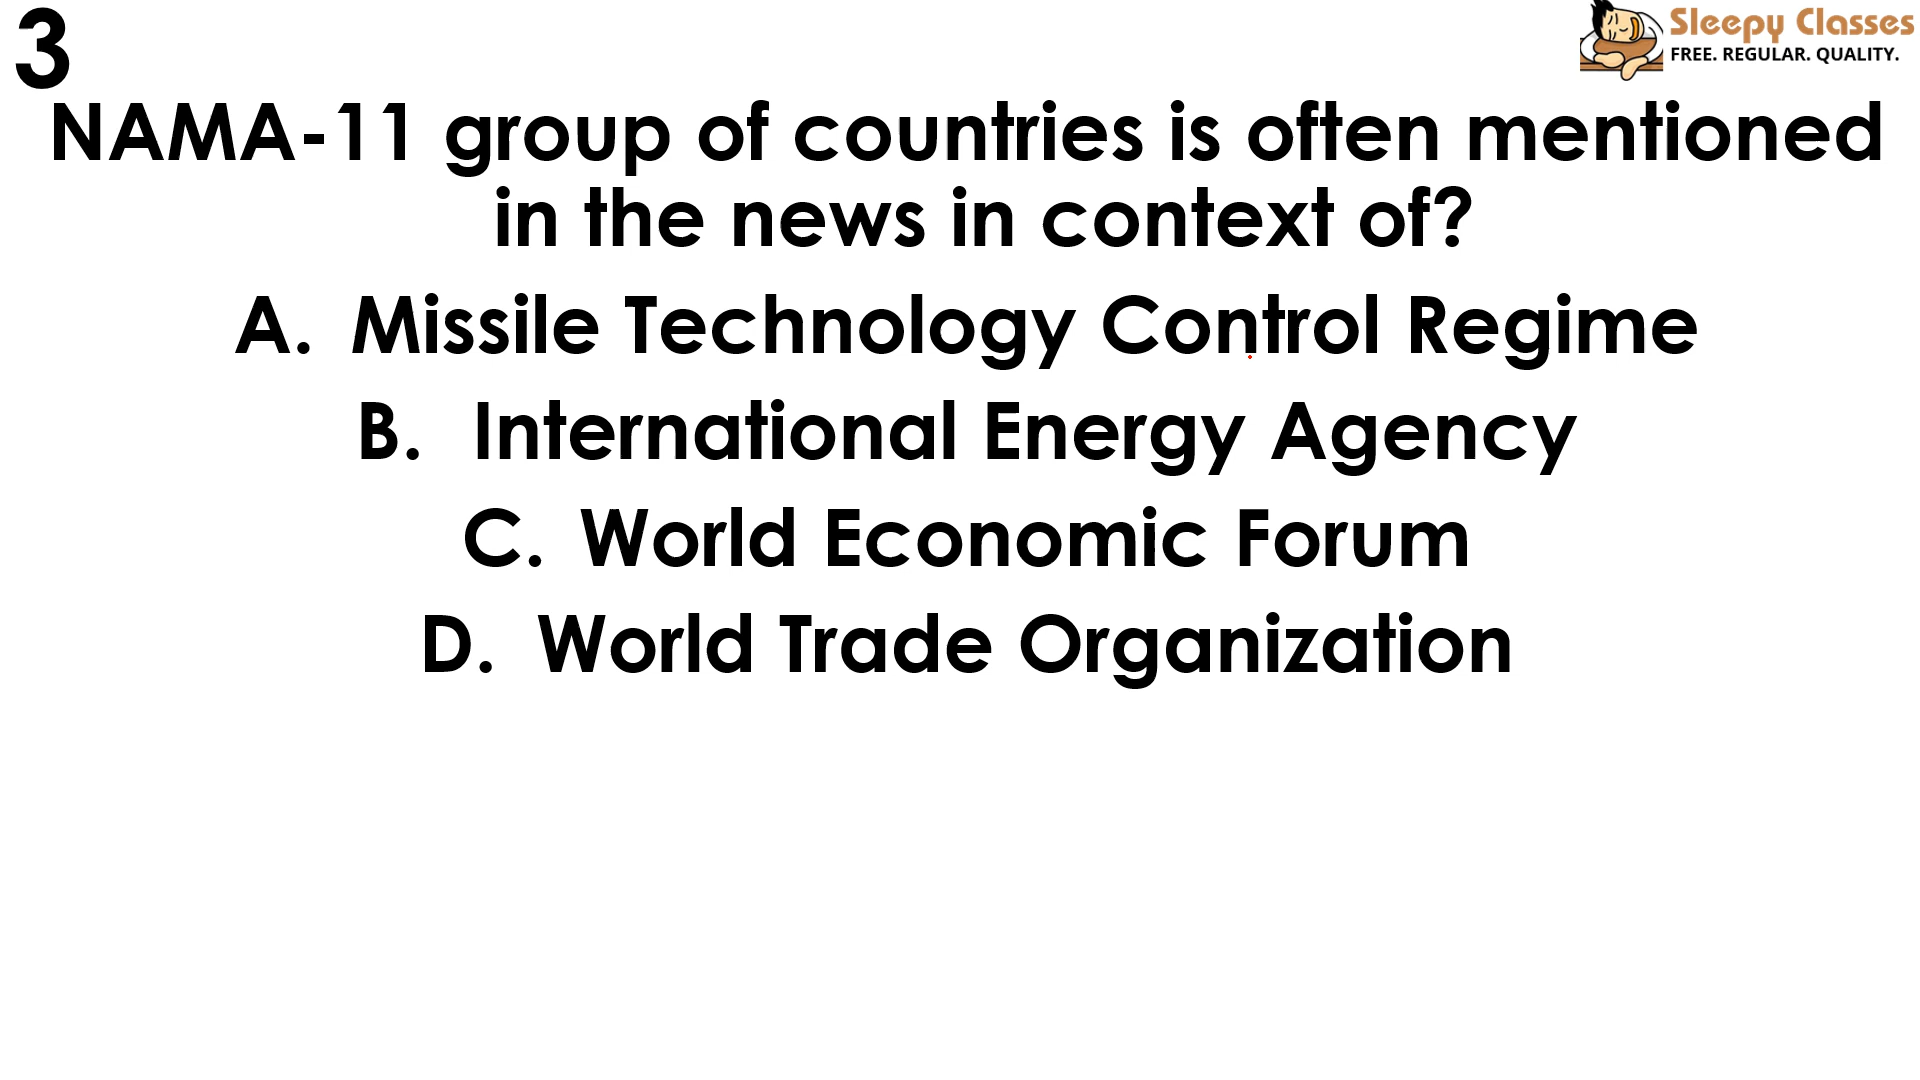 3
Sleepy Classes
FREE. REGULAR. QUALITY.
NAMA-11 group of countries is often mentioned
in the news in context of?
A. Missile Technology Control Regime
B. International Energy Agency
C. World Economic Forum
D. World Trade Organization